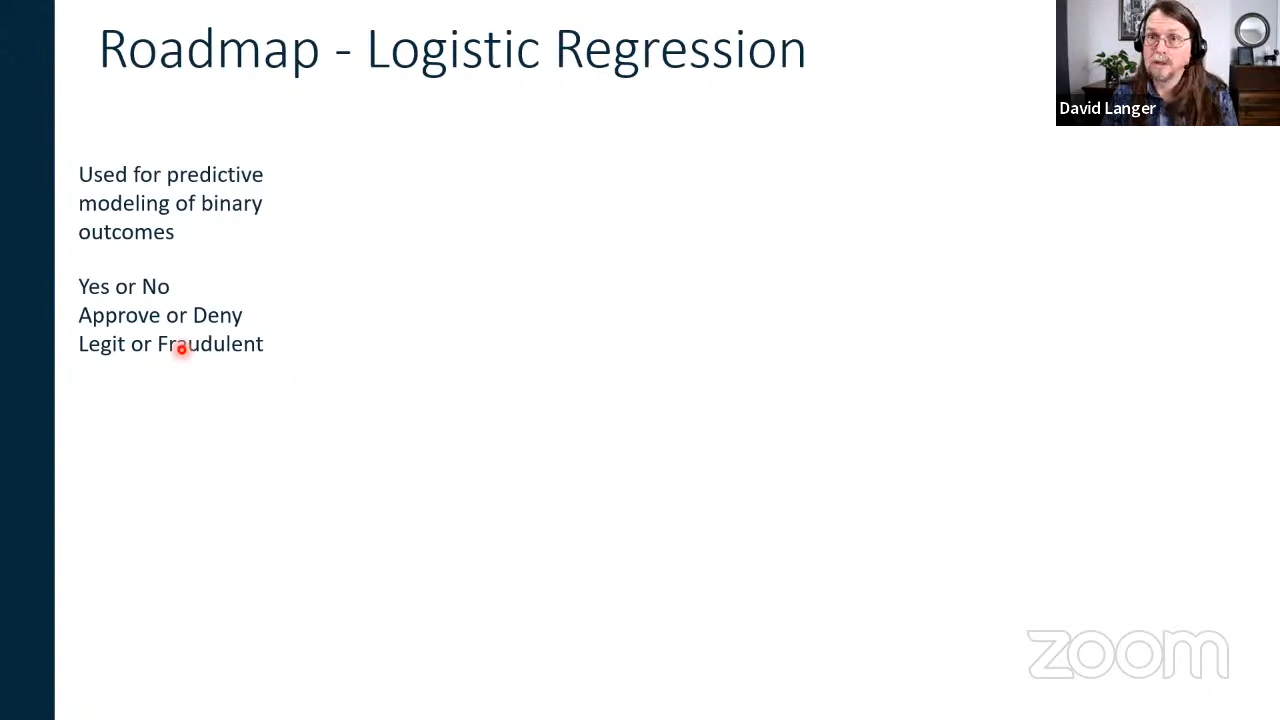 Roadmap - Logistic Regression
David Langer
Used for predictive
modeling of binary
outcomes
Yes or No
Approve or Deny
Legit or Fraudulent
zoom